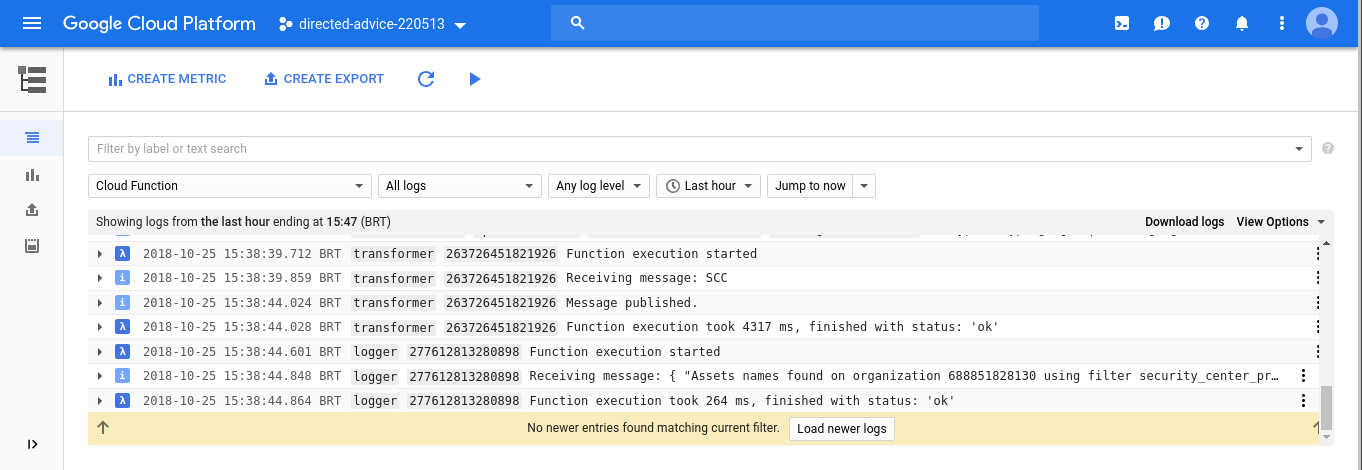 Google Cloud Platform directed-advice-220513
CREATE METRIC CREATE EXPORT
Filter by label or text search
Cloud Function All logs Any log level Last hour Jump to now
Showing logs from the last hour ending at 15:47 (BRT) Download logs View Options
λ 2018-10-25 15:38:39.712 BRT transformer 263726451821926 Function execution started
i 2018-10-25 15:38:39.859 BRT transformer 263726451821926 Receiving message: SCC
i 2018-10-25 15:38:44.024 BRT transformer 263726451821926 Message published.
λ 2018-10-25 15:38:44.028 BRT transformer 263726451821926 Function execution took 4317 ms, finished with status: 'ok'
λ 2018-10-25 15:38:44.601 BRT logger 277612813280898 Function execution started
i 2018-10-25 15:38:44.848 BRT logger 277612813280898 Receiving message: { "Assets names found on organization 688851828130 using filter security_center_pr…
λ 2018-10-25 15:38:44.864 BRT logger 277612813280898 Function execution took 264 ms, finished with status: 'ok'
No newer entries found matching current filter. Load newer logs